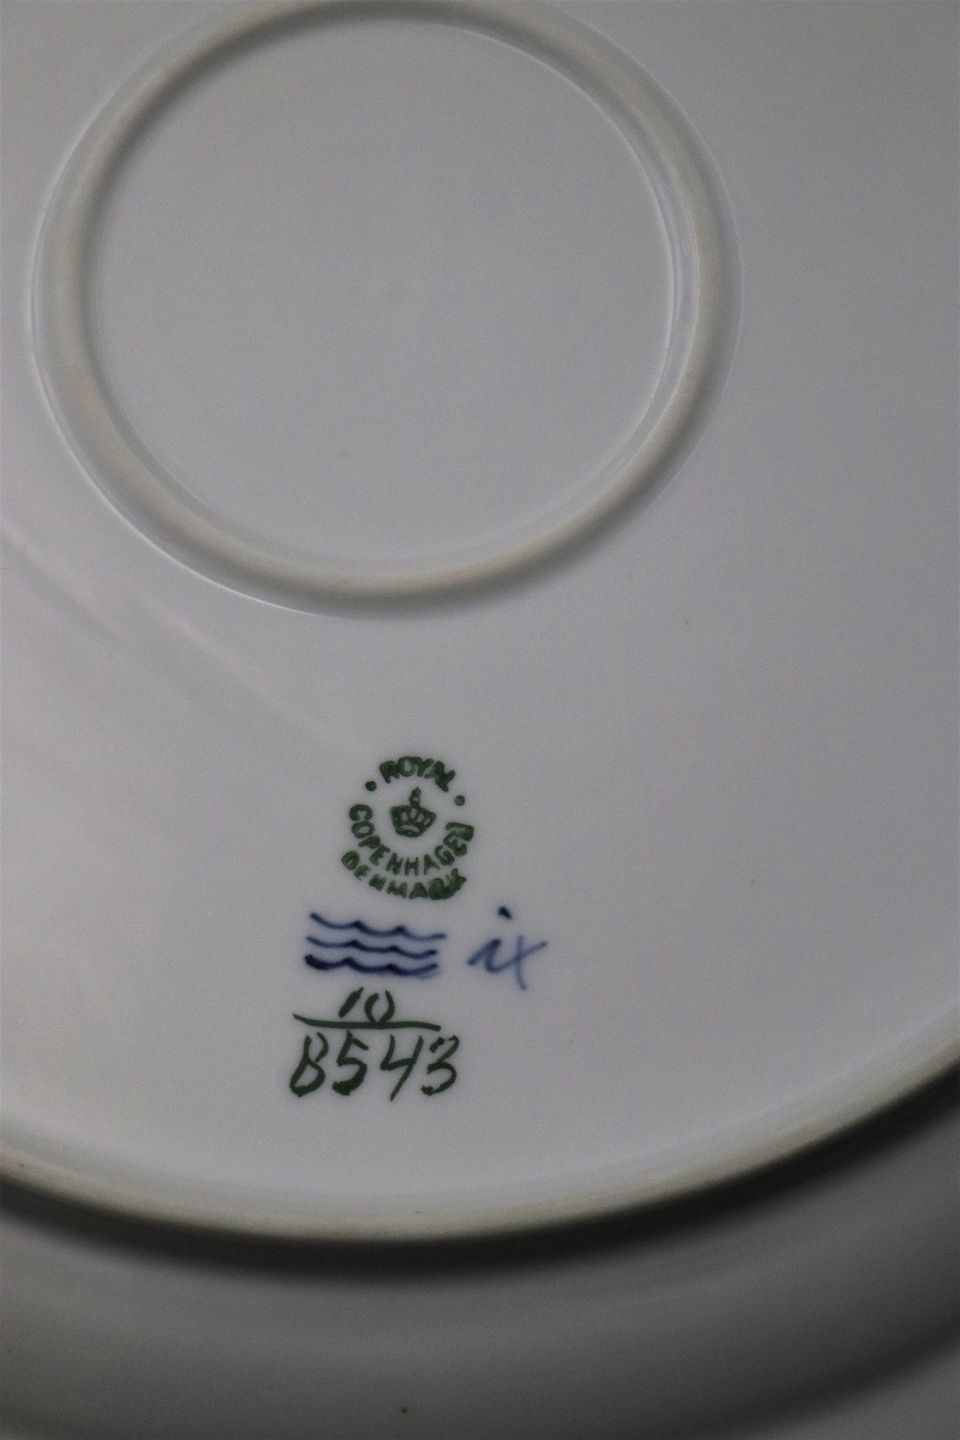 ROYAL
COPENHAGEN
DENMARK
ix
10
8543